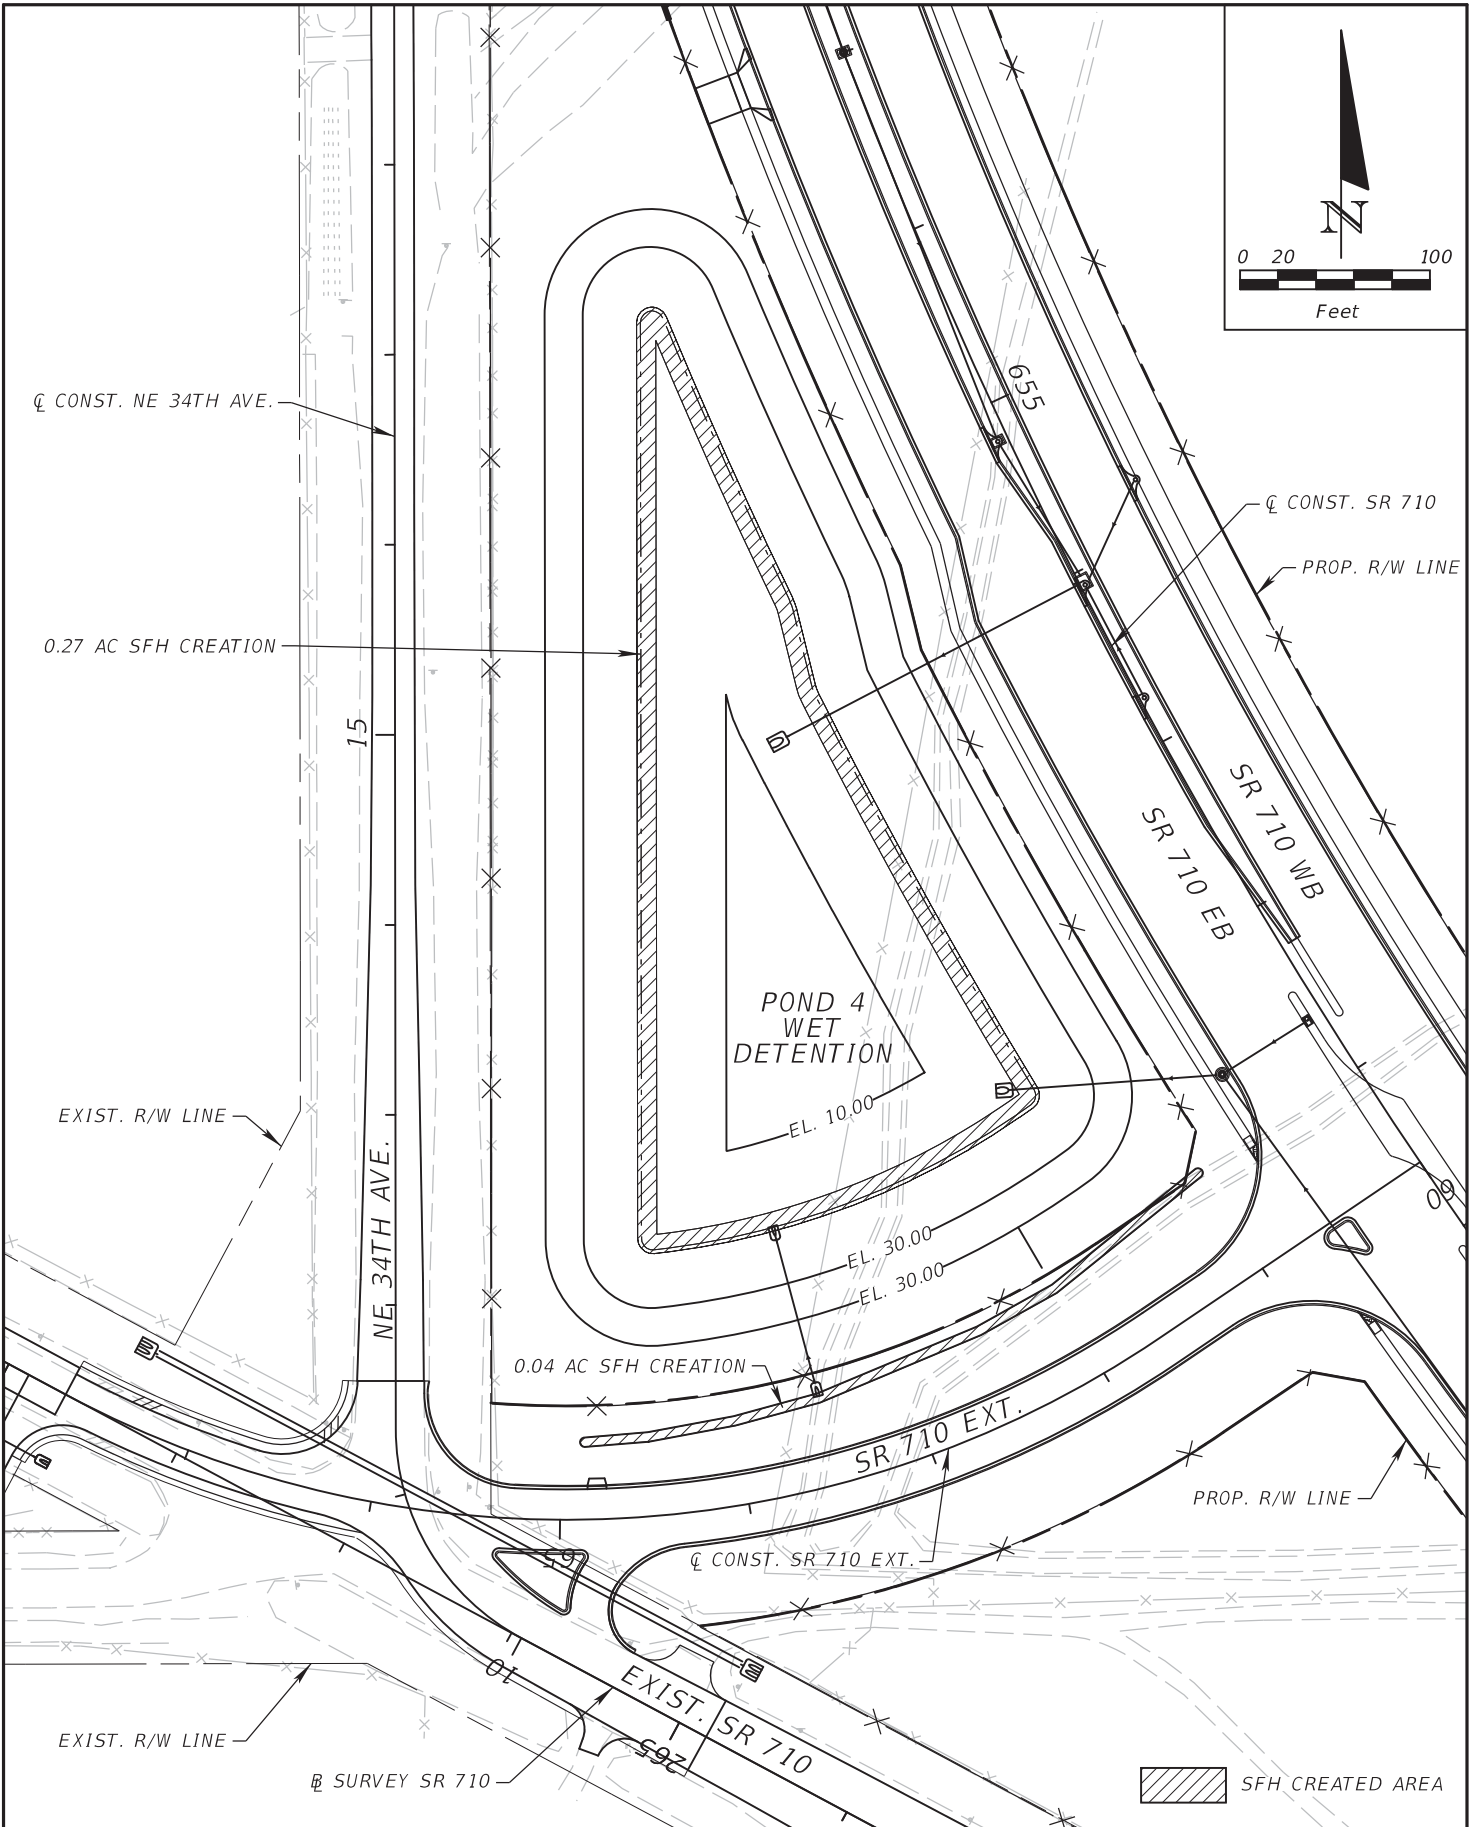 N
0 20 100
Feet
℄ CONST. NE 34TH AVE.
655
℄ CONST. SR 710
PROP. R/W LINE
0.27 AC SFH CREATION
15
SR 710 WB
SR 710 EB
POND 4
WET
DETENTION
EL. 10.00
EXIST. R/W LINE
NE 34TH AVE.
60
EL. 30.00
EL. 30.00
0.04 AC SFH CREATION
SR 710 EXT.
PROP. R/W LINE
℄ CONST. SR 710 EXT.
65
10
EXIST. SR 710
EXIST. R/W LINE
265
B̵L SURVEY SR 710
SFH CREATED AREA